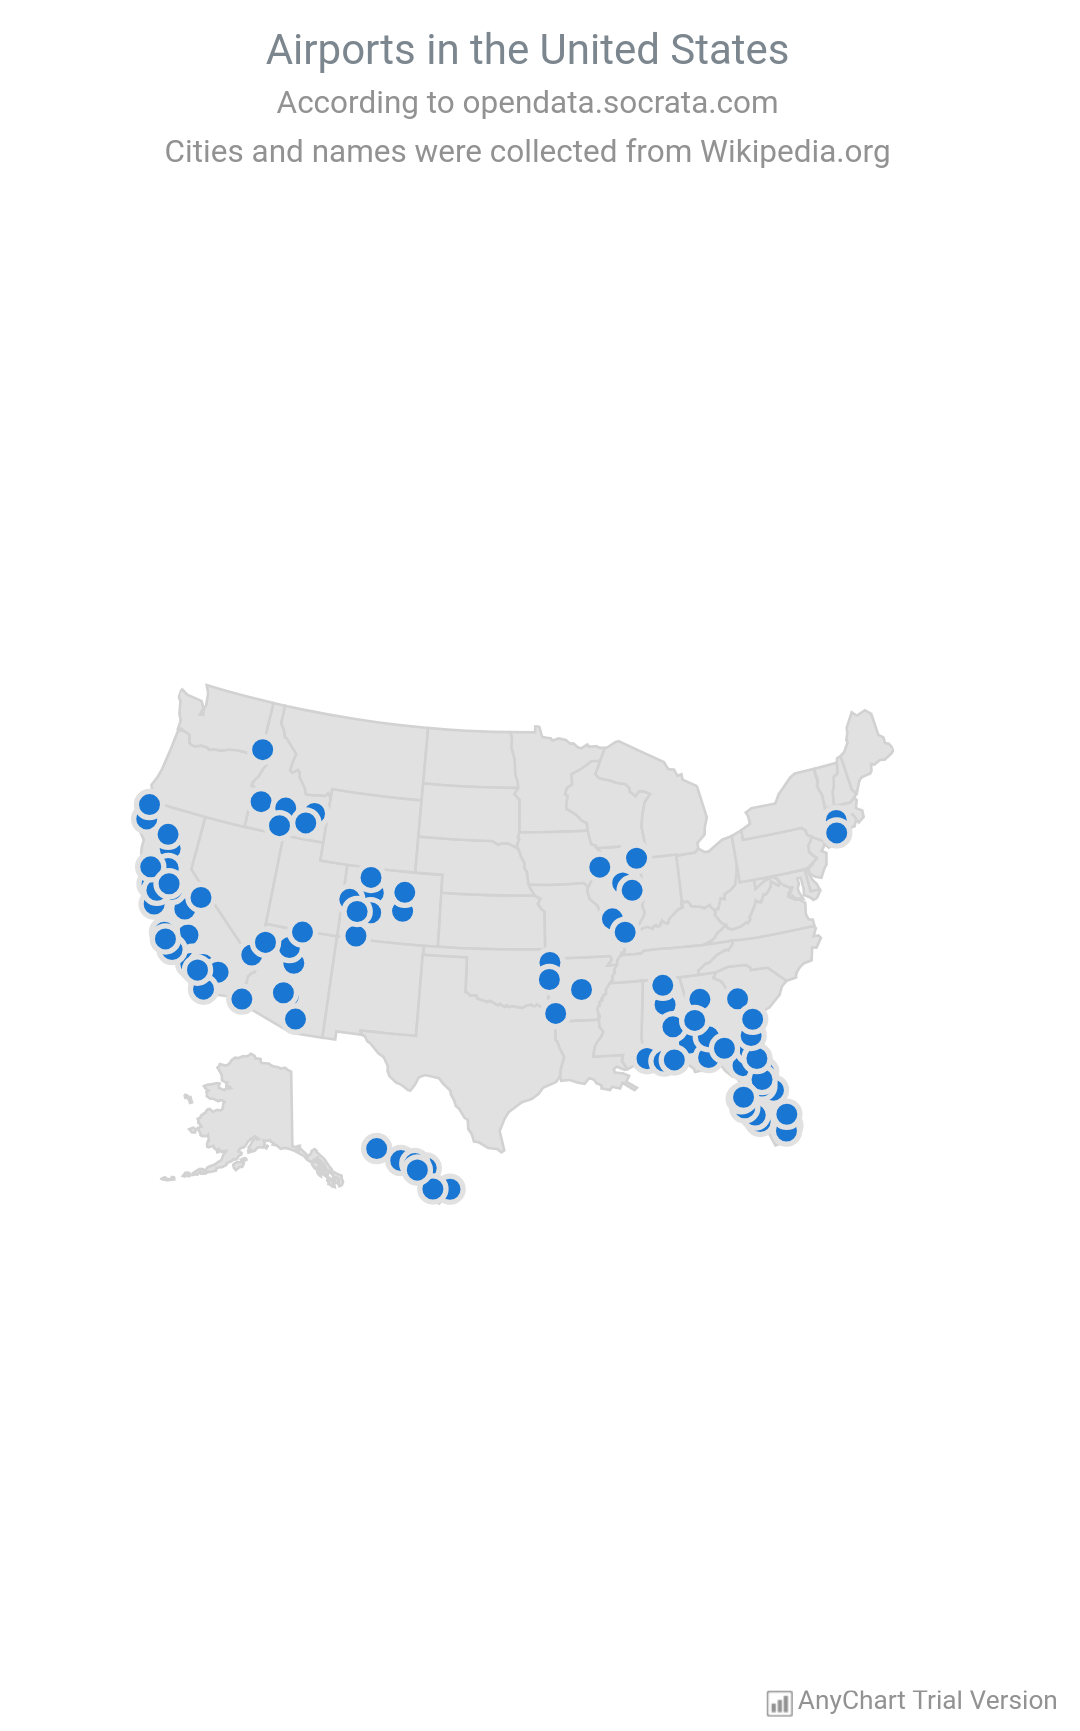 Airports in the United States
According to opendata.socrata.com
Cities and names were collected from Wikipedia.org
AnyChart Trial Version